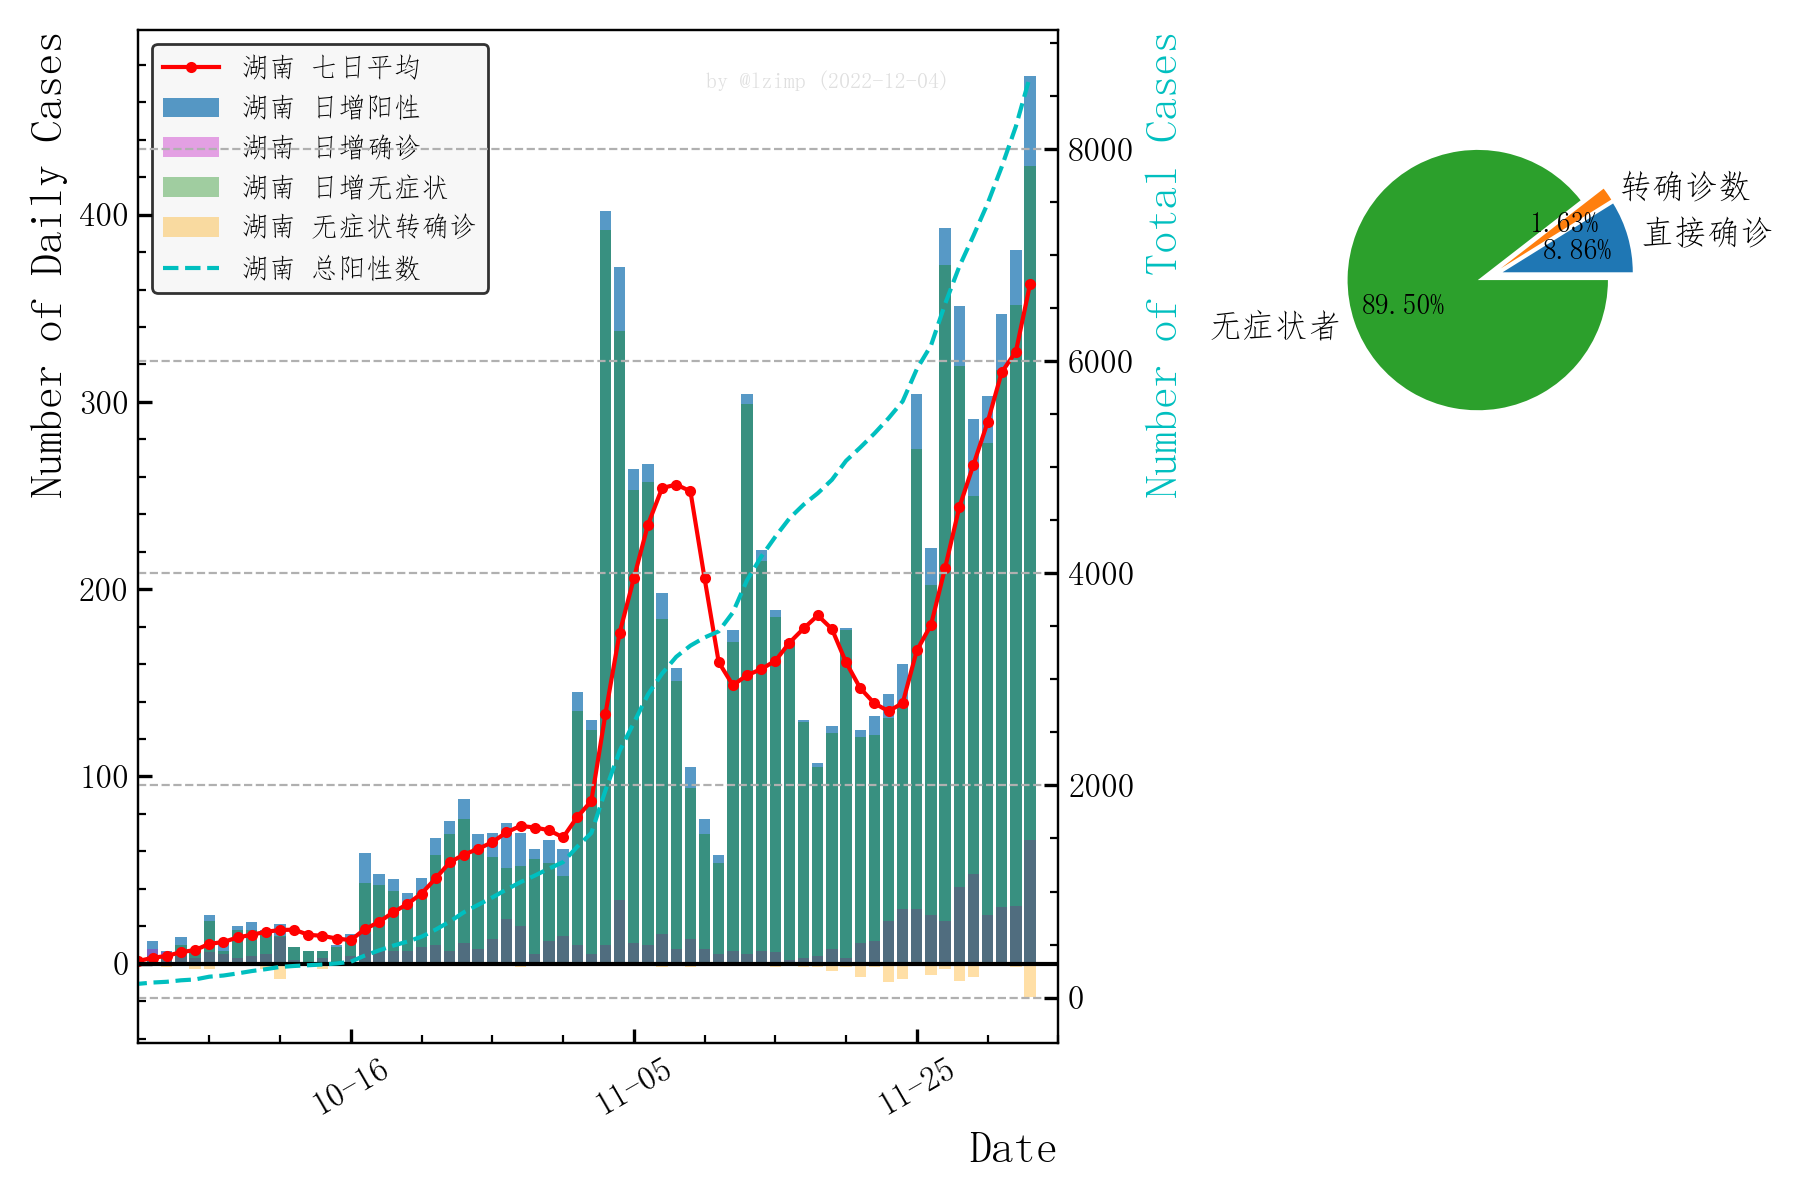 Number of Daily Cases
湖南 七日平均
湖南 日增阳性
湖南 日增确诊
湖南 日增无症状
湖南 无症状转确诊
湖南 总阳性数
by @lzimp (2022-12-04)
400
300
200
100
0
8000
6000
4000
2000
0
Number of Total Cases
10-16
11-05
11-25
Date
转确诊数
1.63%
直接确诊
8.86%
无症状者
89.50%